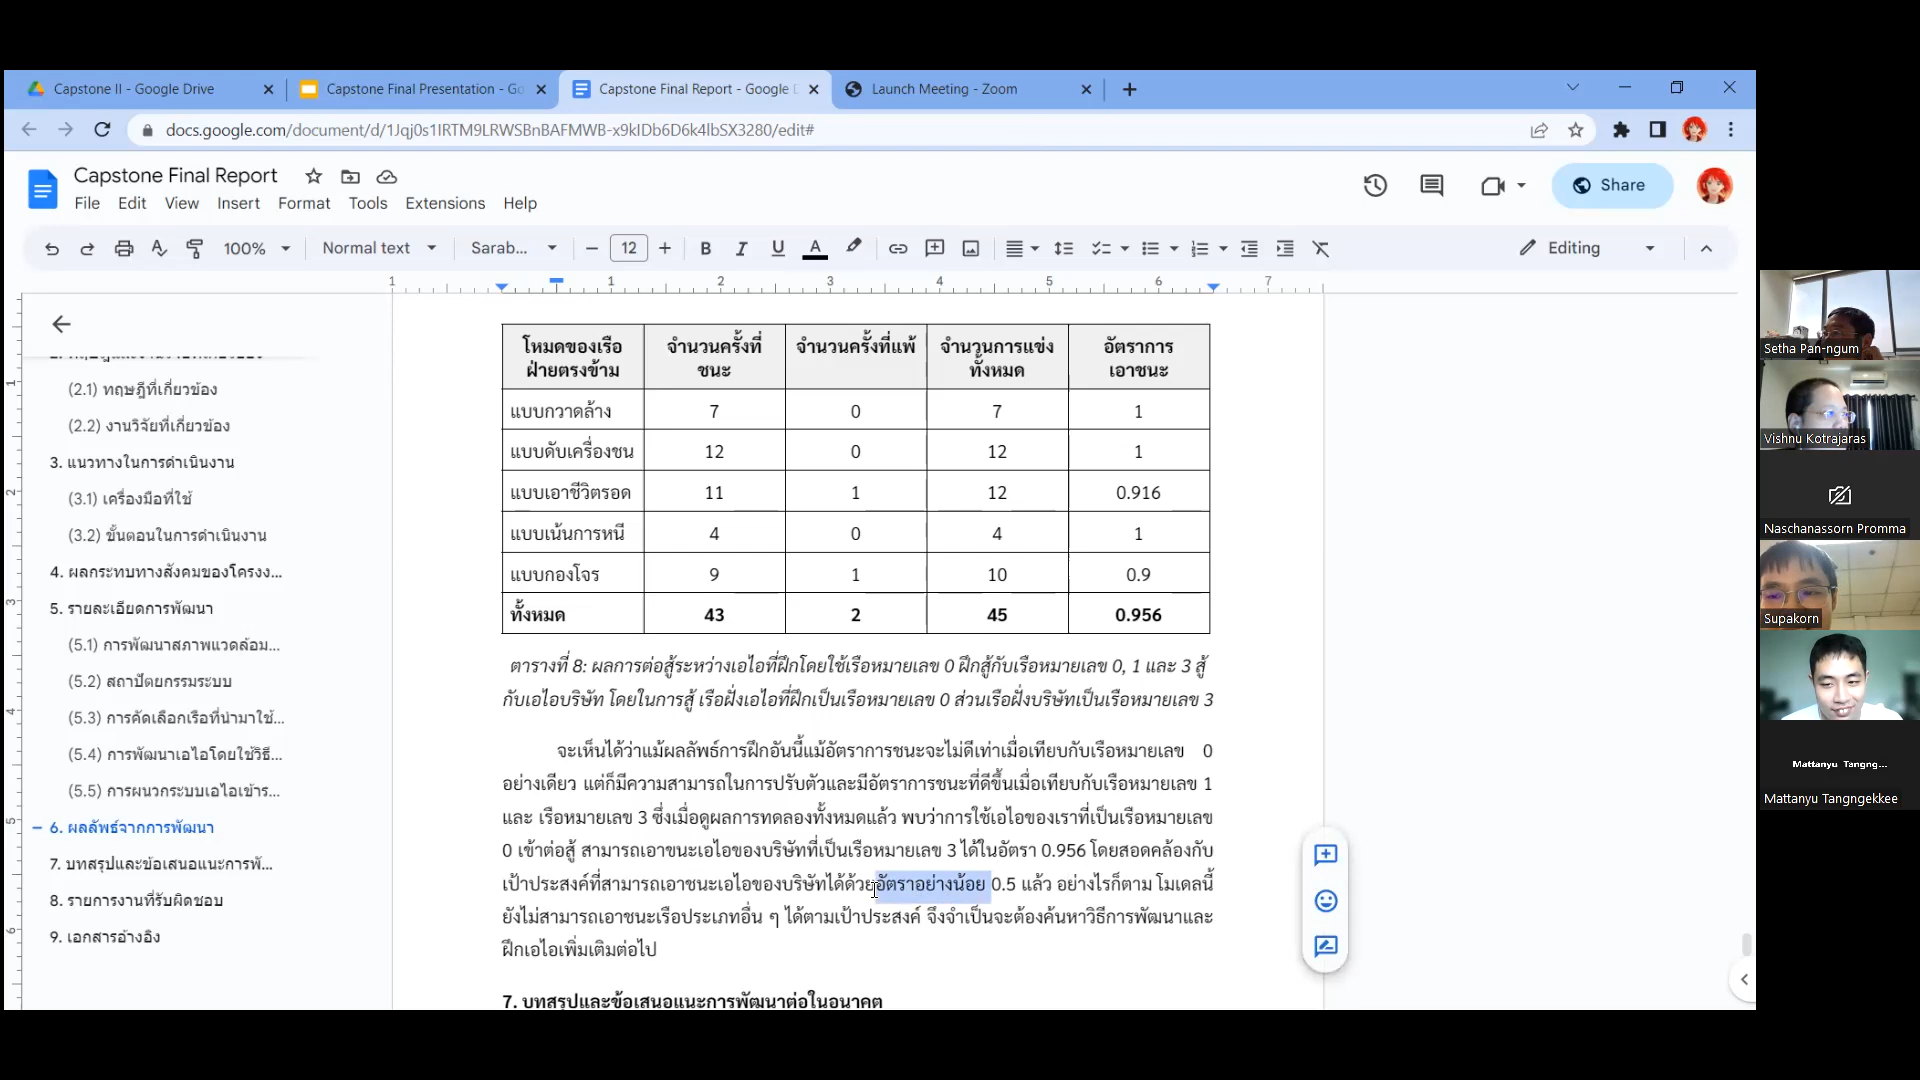 Capstone II - Google Drive
Capstone Final Presentation - Go
Capstone Final Report - Google D
Launch Meeting - Zoom
docs.google.com/document/d/1Jqj0s1IRTM9LRWSBnBAFMWB-x9kIDb6D6k4lbSX3280/edit#
Capstone Final Report
File Edit View Insert Format Tools Extensions Help
Share
100% Normal text Sarab... 12 Editing
1 1 2 3 4 5 6 7
(2.1) ทฤษฎีที่เกี่ยวข้อง
(2.2) งานวิจัยที่เกี่ยวข้อง
3. แนวทางในการดำเนินงาน
(3.1) เครื่องมือที่ใช้
(3.2) ขั้นตอนในการดำเนินงาน
4. ผลกระทบทางสังคมของโครงง...
5. รายละเอียดการพัฒนา
(5.1) การพัฒนาสภาพแวดล้อม...
(5.2) สถาปัตยกรรมระบบ
(5.3) การคัดเลือกเรือที่นำมาใช้...
(5.4) การพัฒนาเอไอโดยใช้วิธี...
(5.5) การผนวกระบบเอไอเข้าร...
6. ผลลัพธ์จากการพัฒนา
7. บทสรุปและข้อเสนอแนะการพั...
8. รายการงานที่รับผิดชอบ
9. เอกสารอ้างอิง
1
2
3
4
5
6
โหมดของเรือฝ่ายตรงข้าม จำนวนครั้งที่ชนะ จำนวนครั้งที่แพ้ จำนวนการแข่งทั้งหมด อัตราการเอาชนะ
แบบกวาดล้าง 7 0 7 1
แบบดับเครื่องชน 12 0 12 1
แบบเอาชีวิตรอด 11 1 12 0.916
แบบเน้นการหนี 4 0 4 1
แบบกองโจร 9 1 10 0.9
ทั้งหมด 43 2 45 0.956
ตารางที่ 8: ผลการต่อสู้ระหว่างเอไอที่ฝึกโดยใช้เรือหมายเลข 0 ฝึกสู้กับเรือหมายเลข 0, 1 และ 3 สู้
กับเอไอบริษัท โดยในการสู้ เรือฝั่งเอไอที่ฝึกเป็นเรือหมายเลข 0 ส่วนเรือฝั่งบริษัทเป็นเรือหมายเลข 3
จะเห็นได้ว่าแม้ผลลัพธ์การฝึกอันนี้แม้อัตราการชนะจะไม่ดีเท่าเมื่อเทียบกับเรือหมายเลข 0
อย่างเดียว แต่ก็มีความสามารถในการปรับตัวและมีอัตราการชนะที่ดีขึ้นเมื่อเทียบกับเรือหมายเลข 1
และ เรือหมายเลข 3 ซึ่งเมื่อดูผลการทดลองทั้งหมดแล้ว พบว่าการใช้เอไอของเราที่เป็นเรือหมายเลข
0 เข้าต่อสู้ สามารถเอาขนะเอไอของบริษัทที่เป็นเรือหมายเลข 3 ได้ในอัตรา 0.956 โดยสอดคล้องกับ
เป้าประสงค์ที่สามารถเอาชนะเอไอของบริษัทได้ด้วยอัตราอย่างน้อย 0.5 แล้ว อย่างไรก็ตาม โมเดลนี้
ยังไม่สามารถเอาชนะเรือประเภทอื่น ๆ ได้ตามเป้าประสงค์ จึงจำเป็นจะต้องค้นหาวิธีการพัฒนาและ
ฝึกเอไอเพิ่มเติมต่อไป
7. บทสรุปและข้อเสนอแนะการพัฒนาต่อในอนาคต
Setha Pan-ngum
Vishnu Kotrajaras
Naschanassorn Promma
Supakorn
Mattanyu Tangng...
Mattanyu Tangngekkee